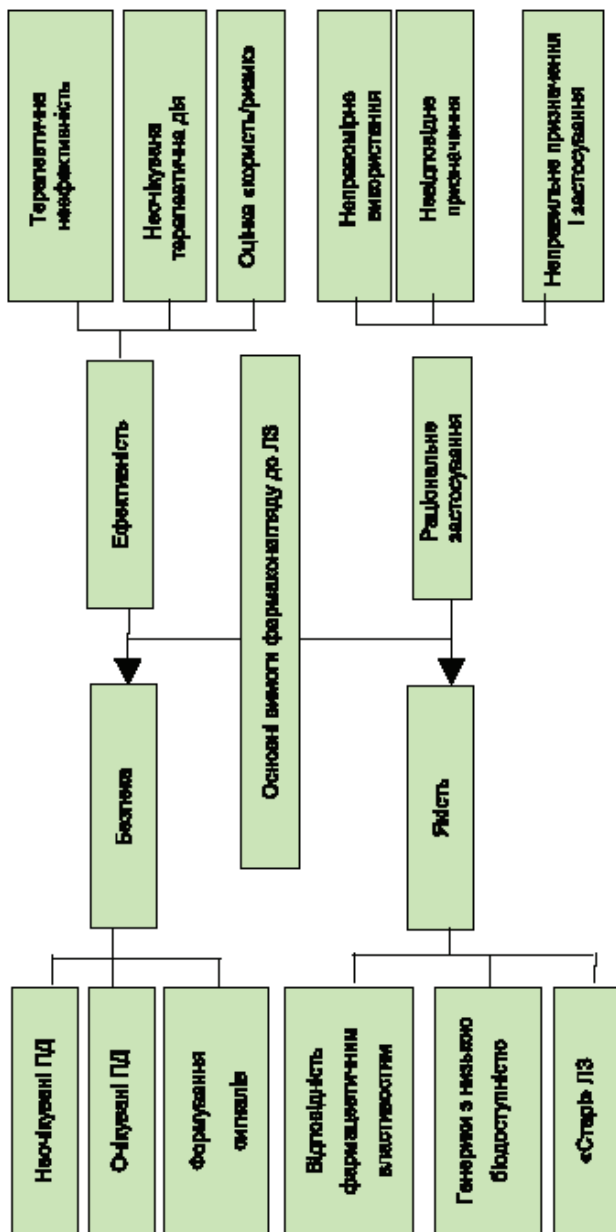 Неочікувані ПД
Очікувані ПД
Формування
сигналів
Безпека
Ефективність
Терапевтична
неефективність
Неочікувана
терапевтична дія
Оцінка «користь/ризик»
Основні вимоги фармаконагляду до ЛЗ
Відповідність
фармацевтичним
властивостям
Генерики з низькою
біодоступністю
«Старі» ЛЗ
Якість
Раціональне
застосування
Неправомірне
використання
Невідповідне
призначення
Неправильне призначення
і застосування